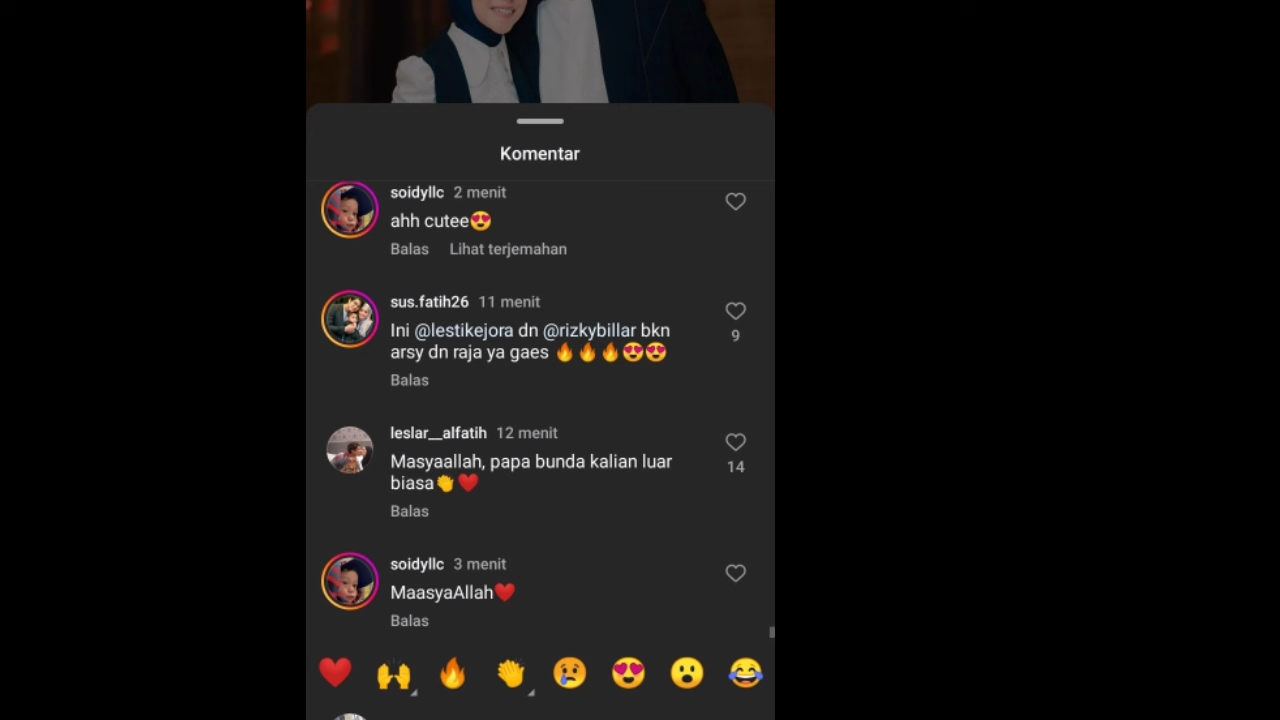 Komentar
soidyllc 2 menit
ahh cutee😍
Balas Lihat terjemahan
sus.fatih26 11 menit
Ini @lestikejora dn @rizkybillar bkn
arsy dn raja ya gaes 🔥🔥🔥😍😍
9
Balas
leslar__alfatih 12 menit
Masyaallah, papa bunda kalian luar
biasa👏❤️
14
Balas
soidyllc 3 menit
MaasyaAllah❤️
Balas
❤️ 🙌 🔥 👏 😢 😍 😮 😂